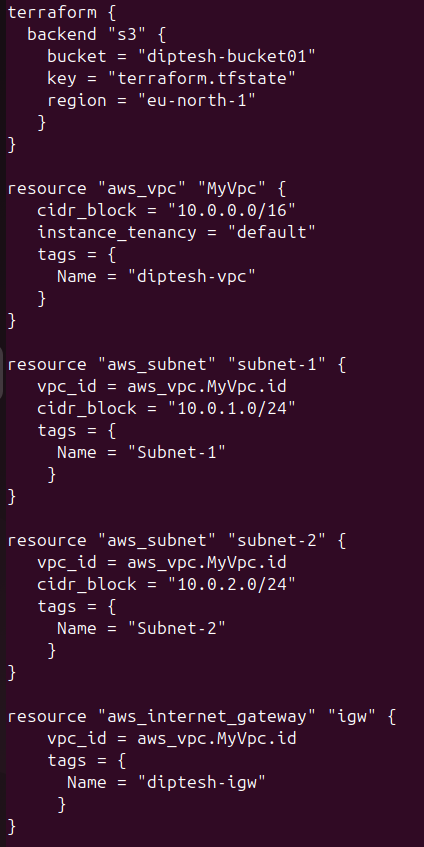 terraform {
  backend "s3" {
    bucket = "diptesh-bucket01"
    key = "terraform.tfstate"
    region = "eu-north-1"
   }
}

resource "aws_vpc" "MyVpc" {
   cidr_block = "10.0.0.0/16"
   instance_tenancy = "default"
   tags = {
     Name = "diptesh-vpc"
   }
}

resource "aws_subnet" "subnet-1" {
   vpc_id = aws_vpc.MyVpc.id
   cidr_block = "10.0.1.0/24"
   tags = {
     Name = "Subnet-1"
    }
}

resource "aws_subnet" "subnet-2" {
   vpc_id = aws_vpc.MyVpc.id
   cidr_block = "10.0.2.0/24"
   tags = {
     Name = "Subnet-2"
    }
}

resource "aws_internet_gateway" "igw" {
    vpc_id = aws_vpc.MyVpc.id
    tags = {
      Name = "diptesh-igw"
     }
}